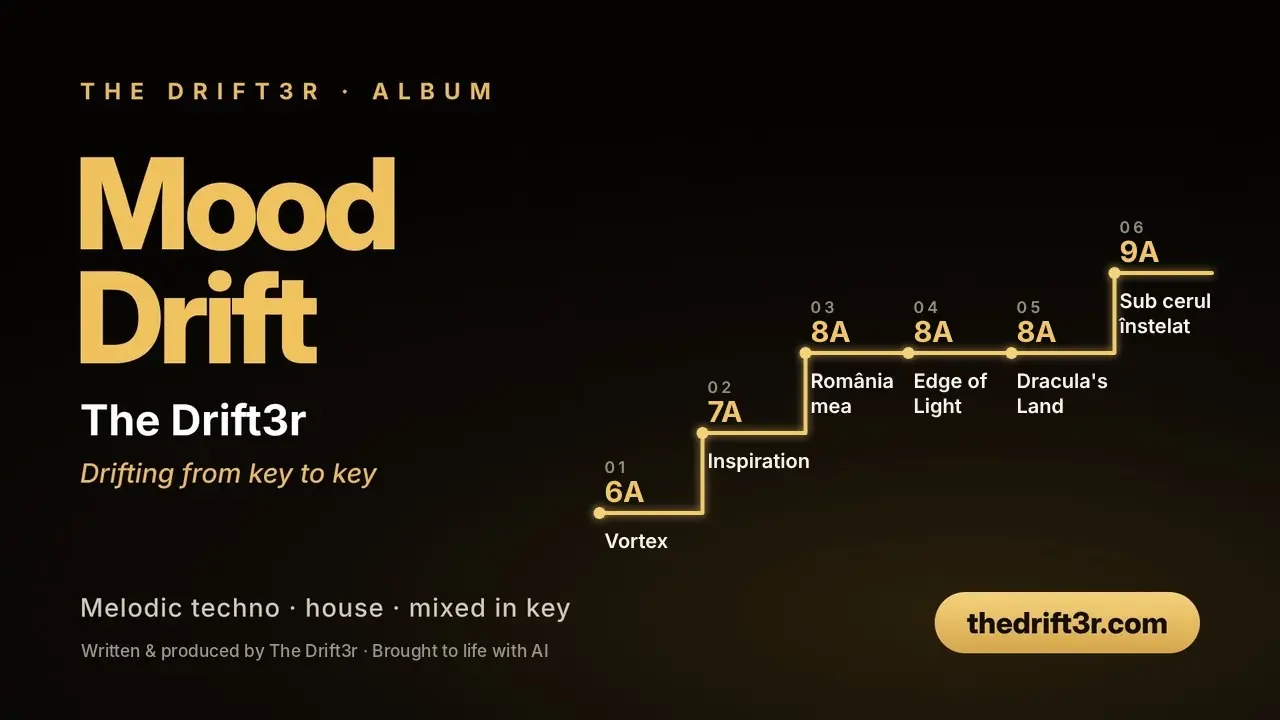 THE DRIFT3R · ALBUM
Mood
Drift
The Drift3r
Drifting from key to key
01
6A
Vortex
02
7A
Inspiration
03
8A
România
mea
04
8A
Edge of
Light
05
8A
Dracula's
Land
06
9A
Sub cerul
înstelat
Melodic techno · house · mixed in key
Written & produced by The Drift3r · Brought to life with AI
thedrift3r.com